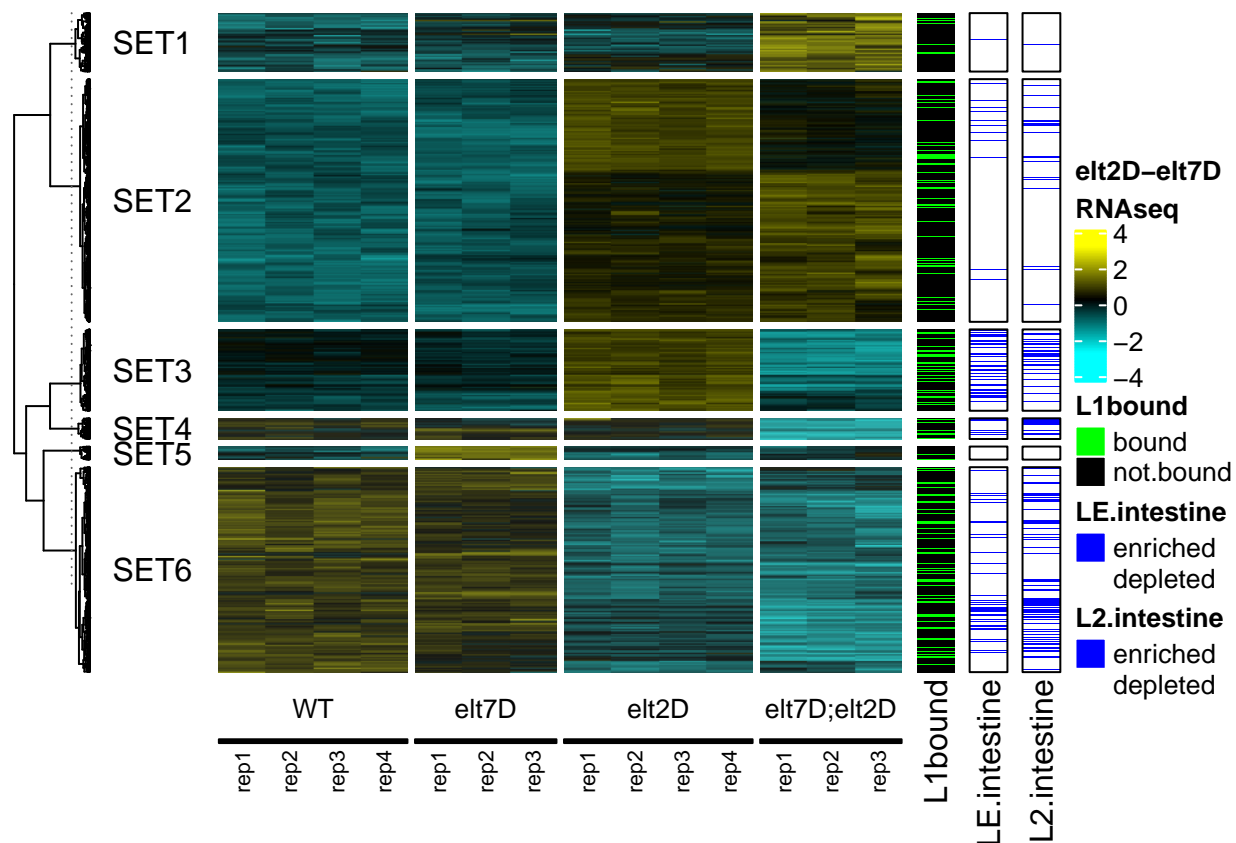 SET1
SET2
SET3
SET4
SET5
SET6
WT
elt7D
elt2D
elt7D;elt2D
rep1
rep2
rep3
rep4
rep1
rep2
rep3
rep1
rep2
rep3
rep4
rep1
rep2
rep3
L1bound
LE.intestine
L2.intestine
elt2D−elt7D
RNAseq
4
2
0
−2
−4
L1bound
bound
not.bound
LE.intestine
enriched
depleted
L2.intestine
enriched
depleted